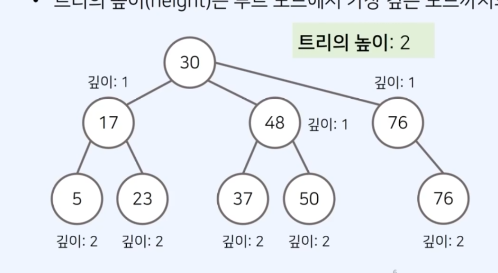 • 트리의 높이(height)는 루트 노드에서 가장 깊은 노드까지의
트리의 높이: 2
30
깊이: 1
깊이: 1
17
48
깊이: 1
76
5
23
37
50
76
깊이: 2
깊이: 2
깊이: 2
깊이: 2
깊이: 2